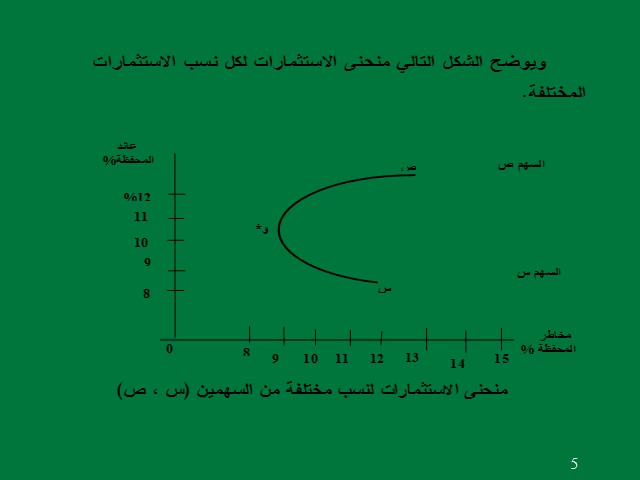 ويوضح الشكل التالي منحنى الاستثمارات لكل نسب الاستثمارات
المختلفة.
عائد
المحفظة%
%12
11
10
9
8
ص
السهم ص
*و
السهم س
س
مخاطر
المحفظة %
0
8
9
10
11
12
13
14
15
منحنى الاستثمارات لنسب مختلفة من السهمين (س ، ص)
5